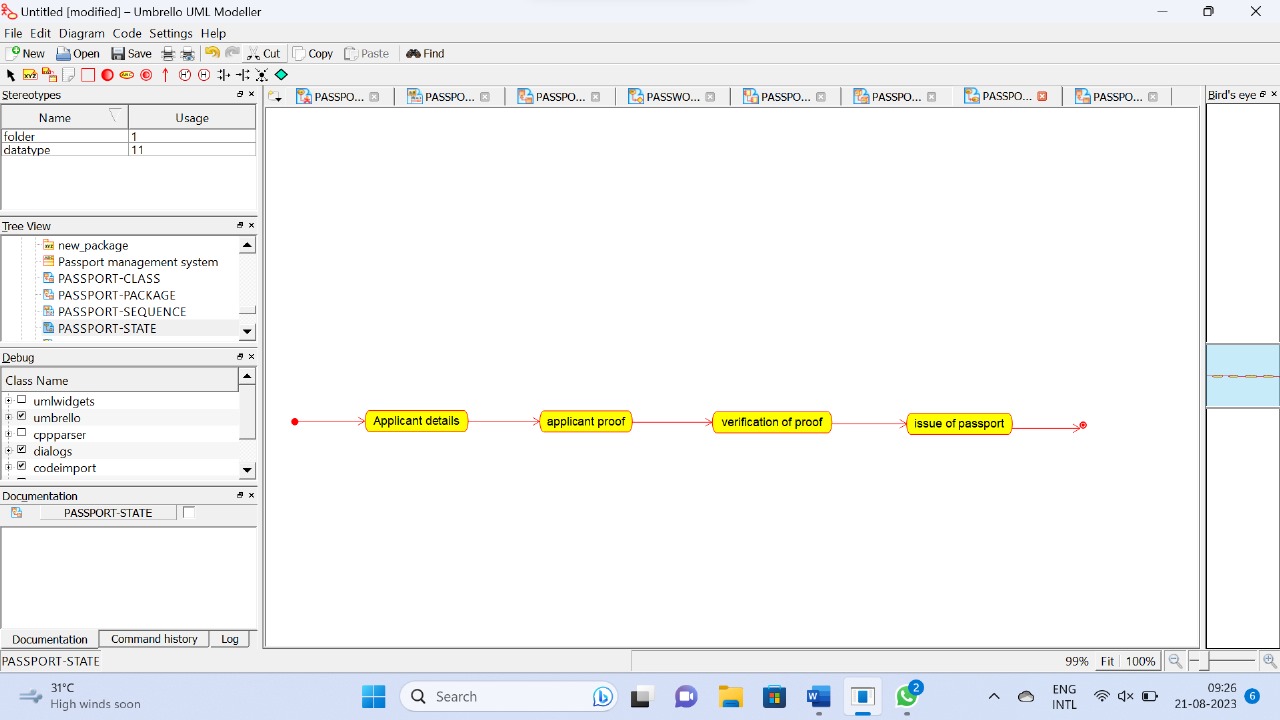 Untitled [modified] – Umbrello UML Modeller
File Edit Diagram Code Settings Help
New Open Save Cut Copy Paste Find
Stereotypes
Name Usage
folder 1
datatype 11
Tree View
new_package
Passport management system
PASSPORT-CLASS
PASSPORT-PACKAGE
PASSPORT-SEQUENCE
PASSPORT-STATE
Debug
Class Name
umlwidgets
umbrello
cppparser
dialogs
codeimport
Documentation
PASSPORT-STATE
Documentation Command history Log
PASSPORT-STATE
PASSPO... PASSPO... PASSPO... PASSWO... PASSPO... PASSPO... PASSPO... PASSPO...
Applicant details applicant proof verification of proof issue of passport
Bird's eye
99% Fit 100%
31°C
High winds soon
Search
2
ENG
INTL
09:26
21-08-2023
6